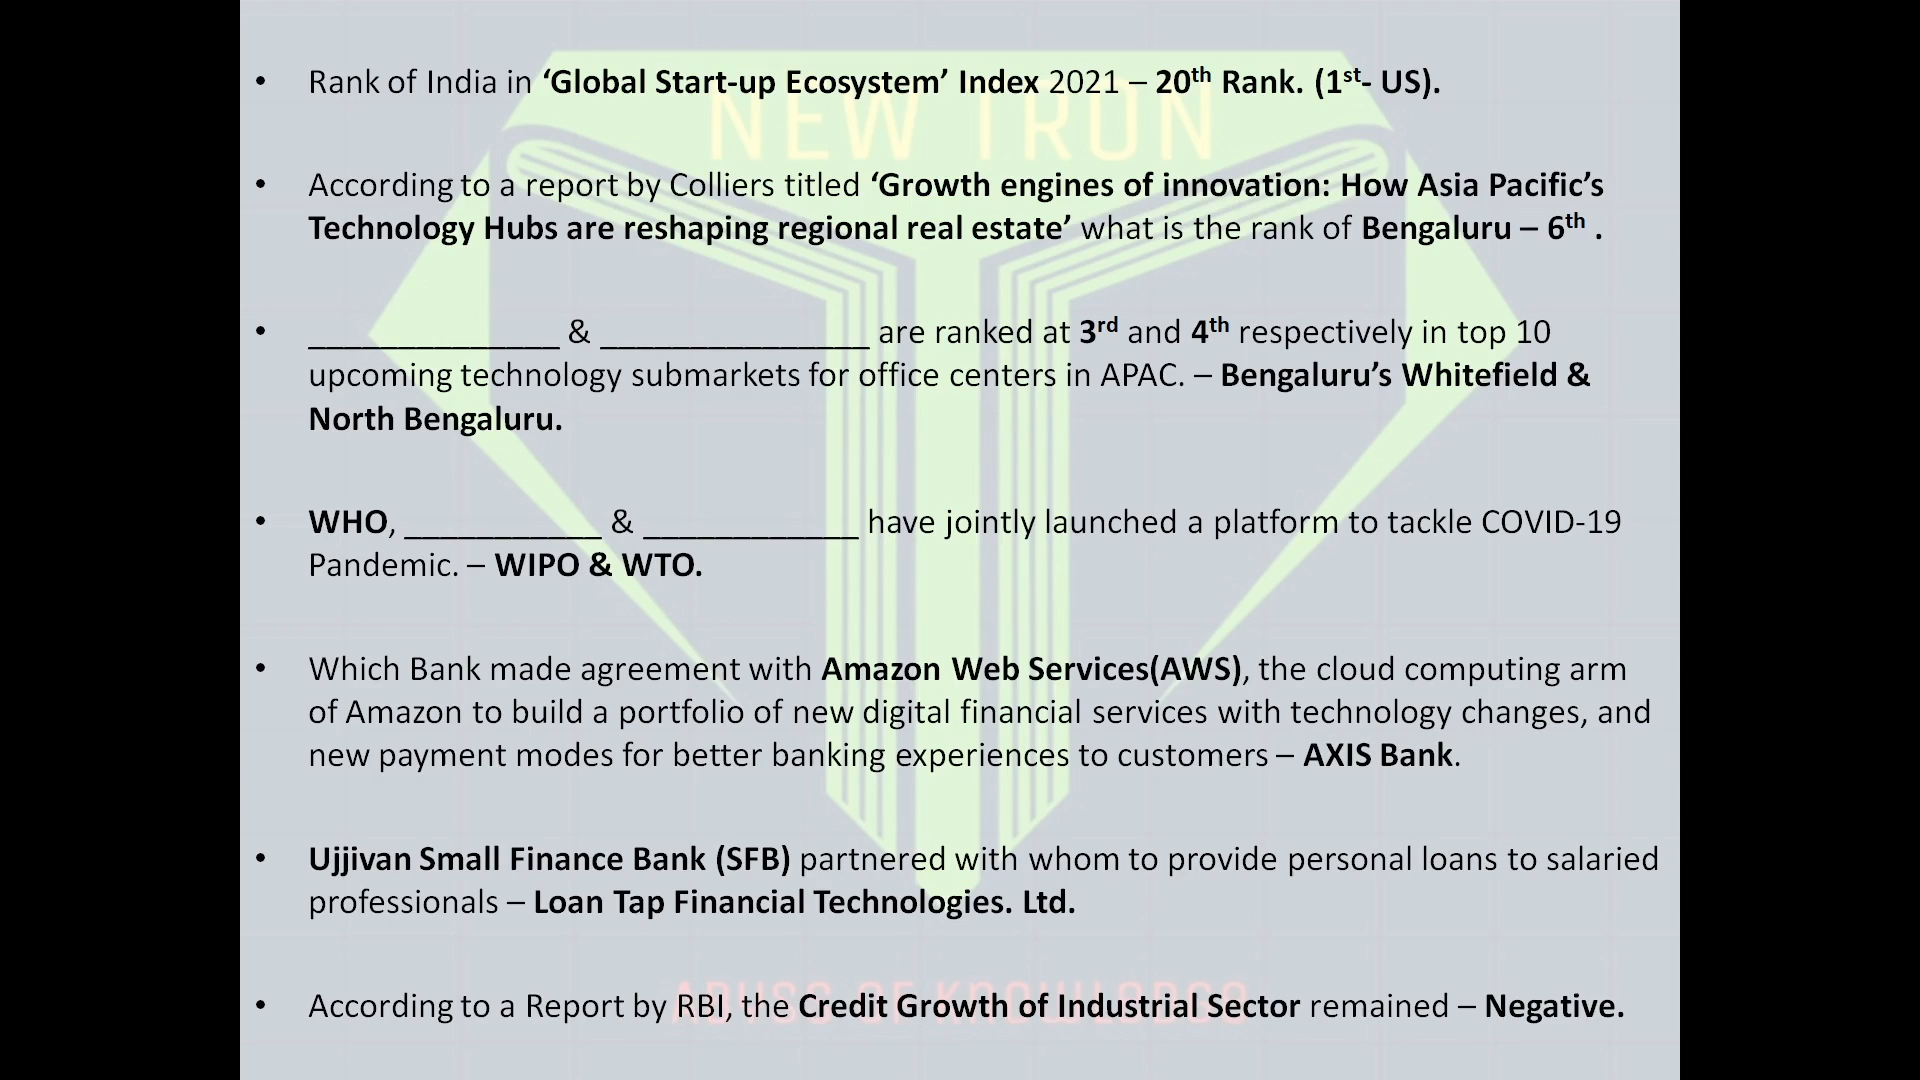 NEW TRON
• Rank of India in ‘Global Start-up Ecosystem’ Index 2021 – 20th Rank. (1st- US).
• According to a report by Colliers titled ‘Growth engines of innovation: How Asia Pacific’s
Technology Hubs are reshaping regional real estate’ what is the rank of Bengaluru – 6th .
• ______________ & _______________ are ranked at 3rd and 4th respectively in top 10
upcoming technology submarkets for office centers in APAC. – Bengaluru’s Whitefield &
North Bengaluru.
• WHO, ___________ & ____________ have jointly launched a platform to tackle COVID-19
Pandemic. – WIPO & WTO.
• Which Bank made agreement with Amazon Web Services(AWS), the cloud computing arm
of Amazon to build a portfolio of new digital financial services with technology changes, and
new payment modes for better banking experiences to customers – AXIS Bank.
• Ujjivan Small Finance Bank (SFB) partnered with whom to provide personal loans to salaried
professionals – Loan Tap Financial Technologies. Ltd.
• According to a Report by RBI, the Credit Growth of Industrial Sector remained – Negative.